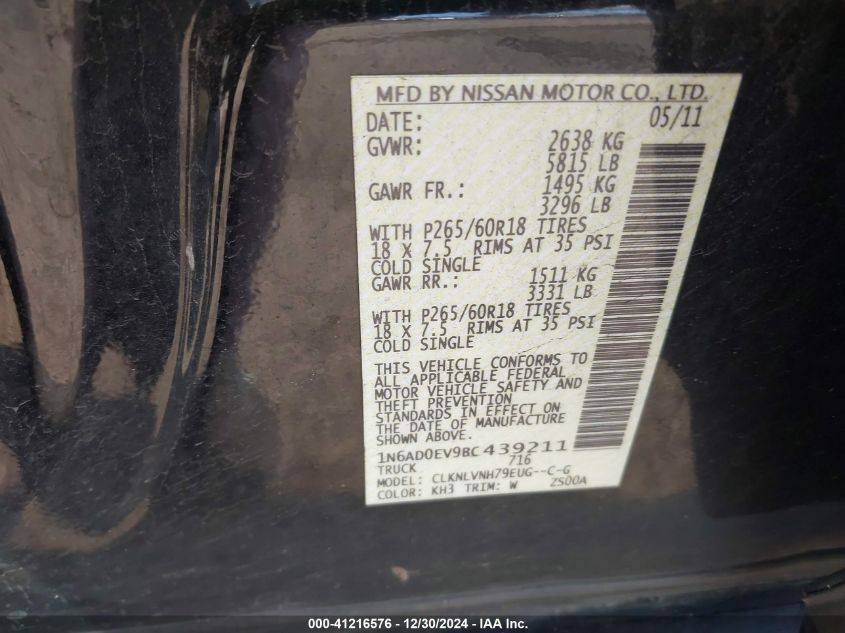 MFD BY NISSAN MOTOR CO., LTD.
DATE: 05/11
GVWR: 2638 KG
5815 LB
GAWR FR.: 1495 KG
3296 LB
WITH P265/60R18 TIRES
18 X 7.5 RIMS AT 35 PSI
COLD SINGLE
GAWR RR.: 1511 KG
3331 LB
WITH P265/60R18 TIRES
18 X 7.5 RIMS AT 35 PSI
COLD SINGLE
THIS VEHICLE CONFORMS TO
ALL APPLICABLE FEDERAL
MOTOR VEHICLE SAFETY AND
THEFT PREVENTION
STANDARDS IN EFFECT ON
THE DATE OF MANUFACTURE
SHOWN ABOVE.
1N6AD0EV9BC439211
TRUCK 716
MODEL: CLKNLVNH79EUG--C-G
COLOR: KH3 TRIM: W ZS00A
000-41216576 - 12/30/2024 - IAA Inc.